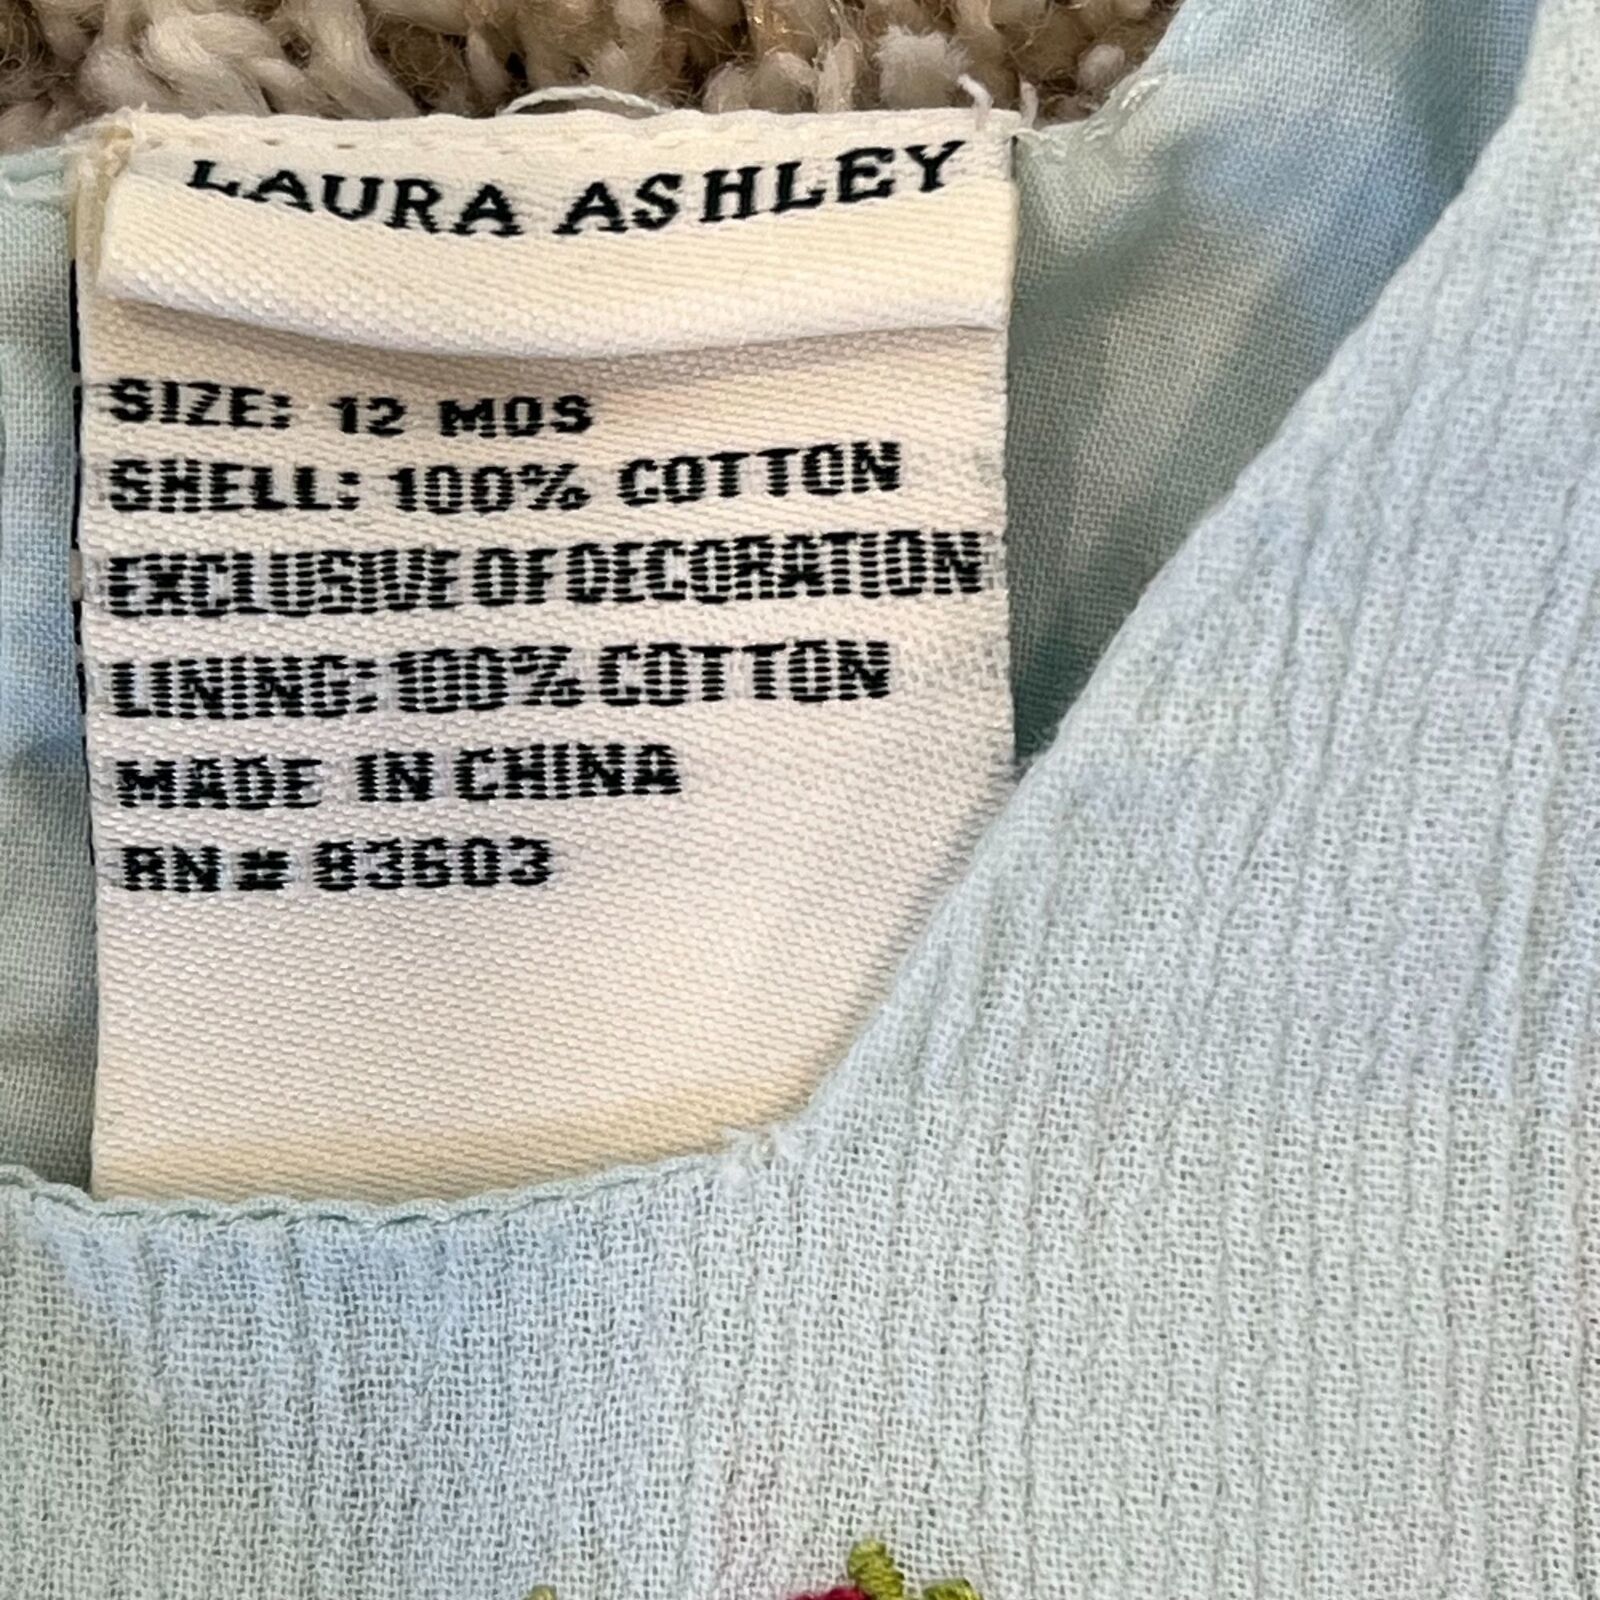 LAURA ASHLEY
SIZE: 12 MOS
SHELL: 100% COTTON
EXCLUSIVE OF DECORATION
LINING: 100% COTTON
MADE IN CHINA
RN# 83603